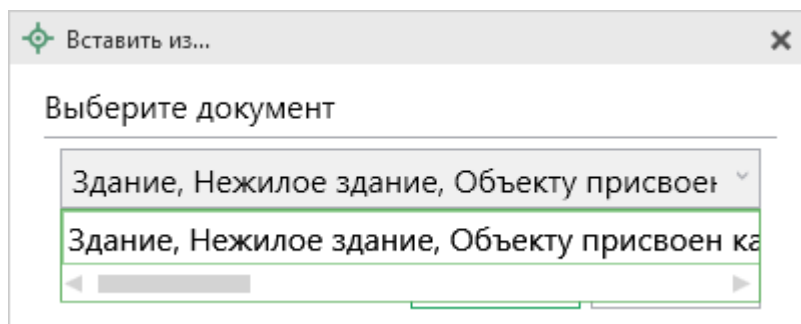 Вставить из...
Выберите документ
Здание, Нежилое здание, Объекту присвоен
Здание, Нежилое здание, Объекту присвоен ка